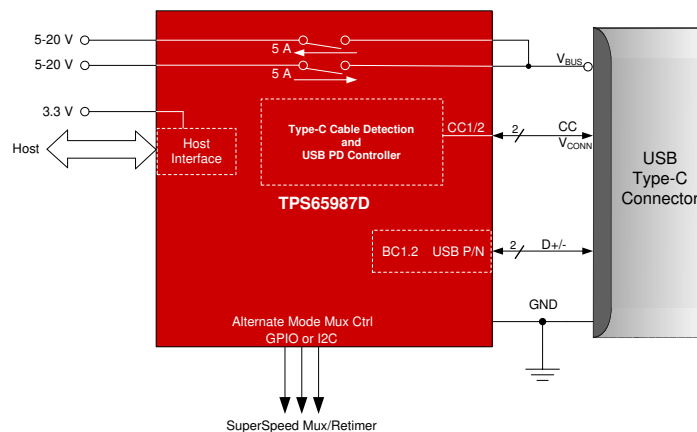 5-20 V
5 A
5-20 V
5 A
VBUS
3.3 V
Host
Host
Interface
Type-C Cable Detection
and
USB PD Controller
CC1/2
2
CC
VCONN
USB
Type-C
Connector
TPS65987D
BC1.2 USB P/N
2
D+/-
GND
Alternate Mode Mux Ctrl
GPIO or I2C
SuperSpeed Mux/Retimer